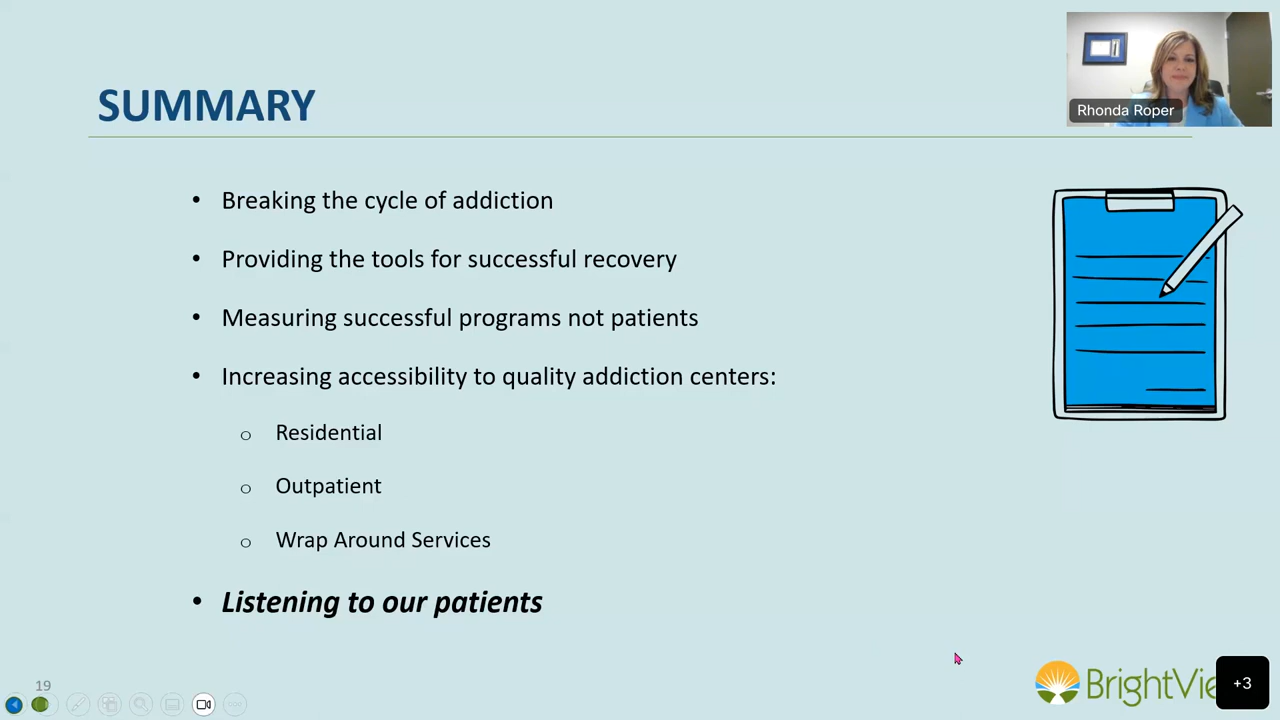 SUMMARY
Rhonda Roper
• Breaking the cycle of addiction
• Providing the tools for successful recovery
• Measuring successful programs not patients
• Increasing accessibility to quality addiction centers:
o Residential
o Outpatient
o Wrap Around Services
• Listening to our patients
19
+3